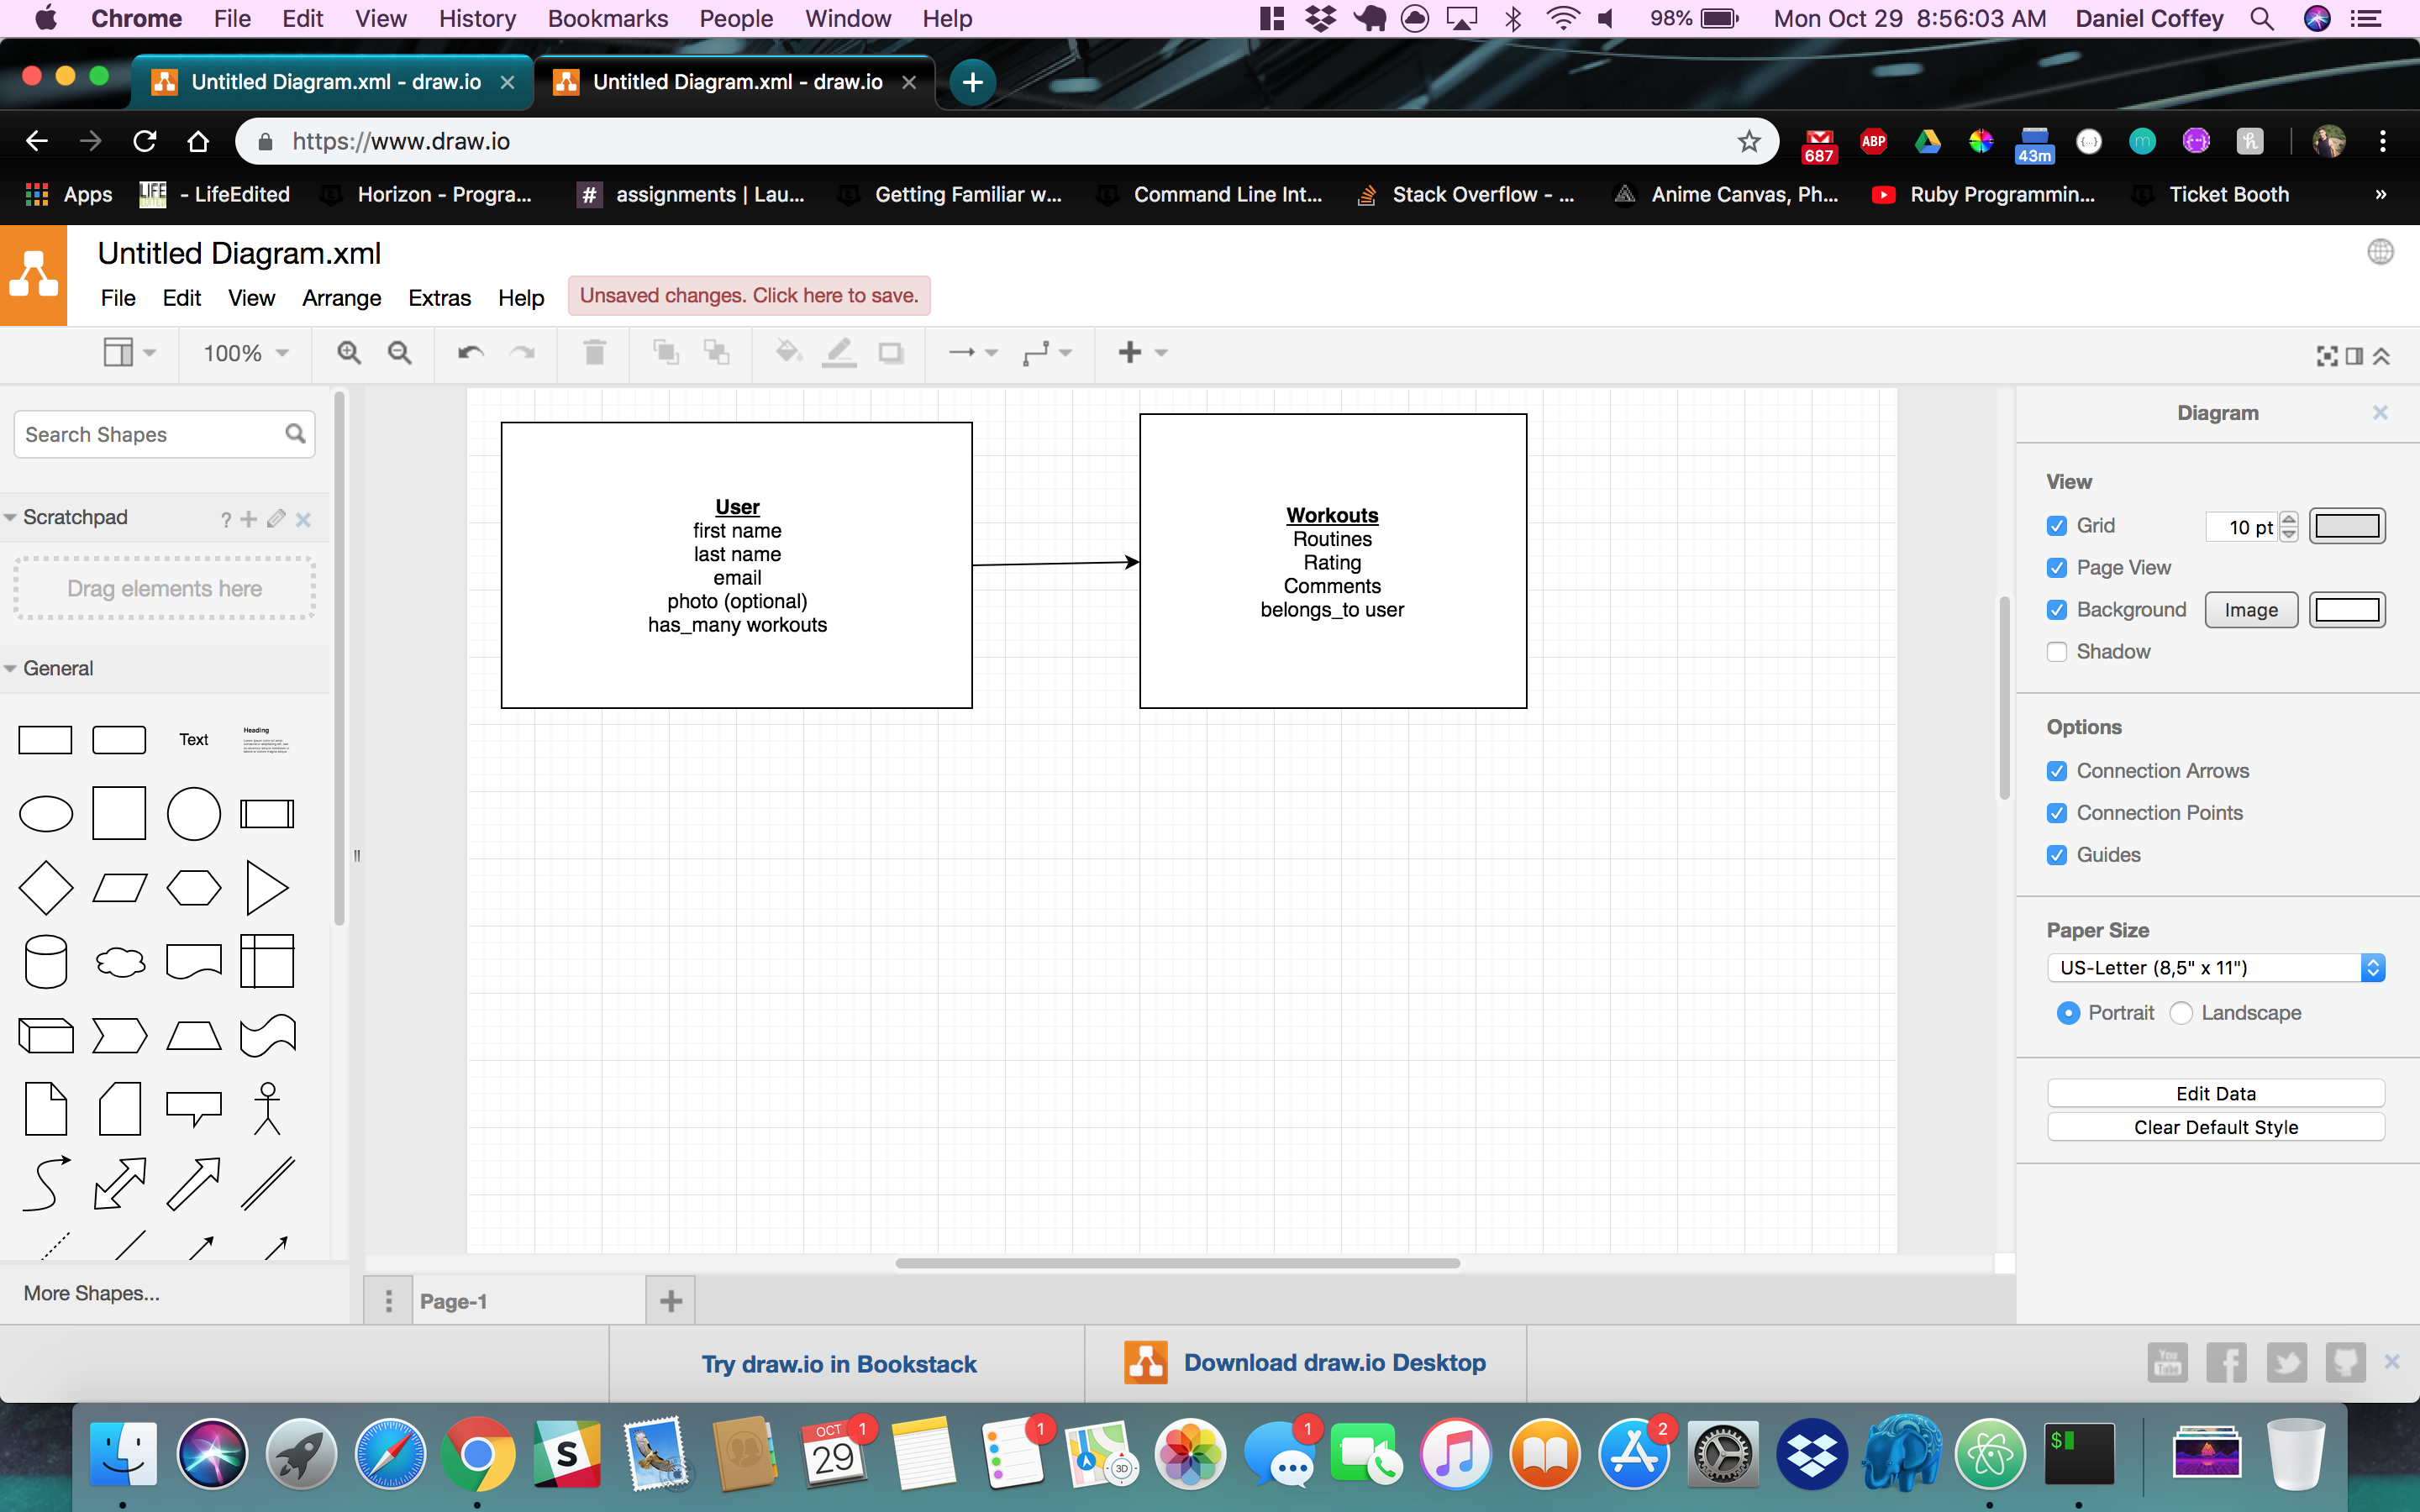 Chrome File Edit View History Bookmarks People Window Help 98% Mon Oct 29 8:56:03 AM Daniel Coffey
Untitled Diagram.xml - draw.io Untitled Diagram.xml - draw.io
https://www.draw.io 687 ABP 43m m h
Apps LIFE - LifeEdited Horizon - Progra... # assignments | Lau... Getting Familiar w... Command Line Int... Stack Overflow - ... Anime Canvas, Ph... Ruby Programmin... Ticket Booth »
Untitled Diagram.xml
File Edit View Arrange Extras Help Unsaved changes. Click here to save.
100%
Search Shapes
Scratchpad ?
Drag elements here
General
Text Heading
More Shapes...
User
first name
last name
email
photo (optional)
has_many workouts
Workouts
Routines
Rating
Comments
belongs_to user
Diagram
View
Grid 10 pt
Page View
Background Image
Shadow
Options
Connection Arrows
Connection Points
Guides
Paper Size
US-Letter (8,5" x 11")
Portrait Landscape
Edit Data
Clear Default Style
Page-1
Try draw.io in Bookstack Download draw.io Desktop You Tube
S OCT 29 1 1 3D 1 2 $